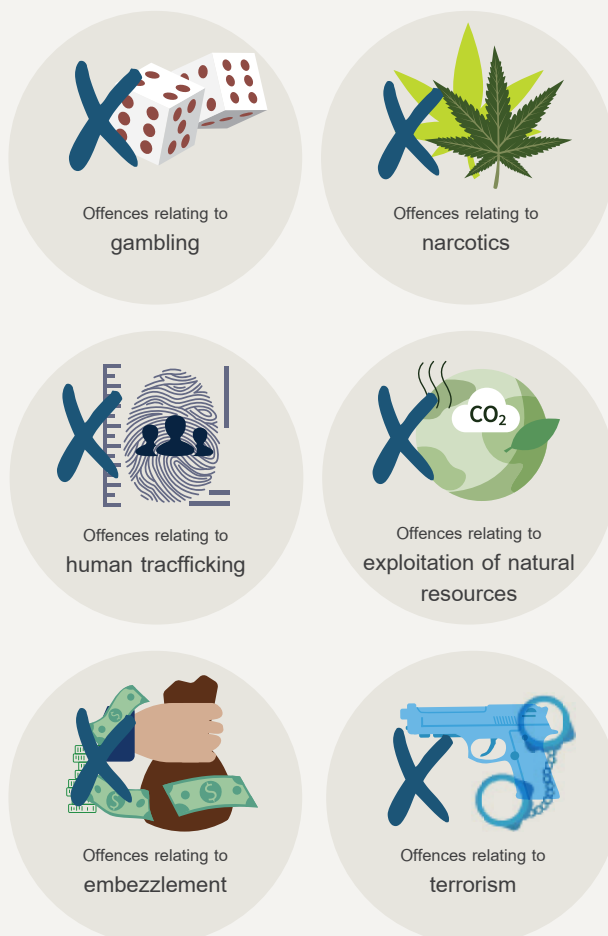 Offences relating to
gambling
Offences relating to
narcotics
Offences relating to
human tracfficking
CO₂
Offences relating to
exploitation of natural
resources
$
$
$
Offences relating to
embezzlement
Offences relating to
terrorism